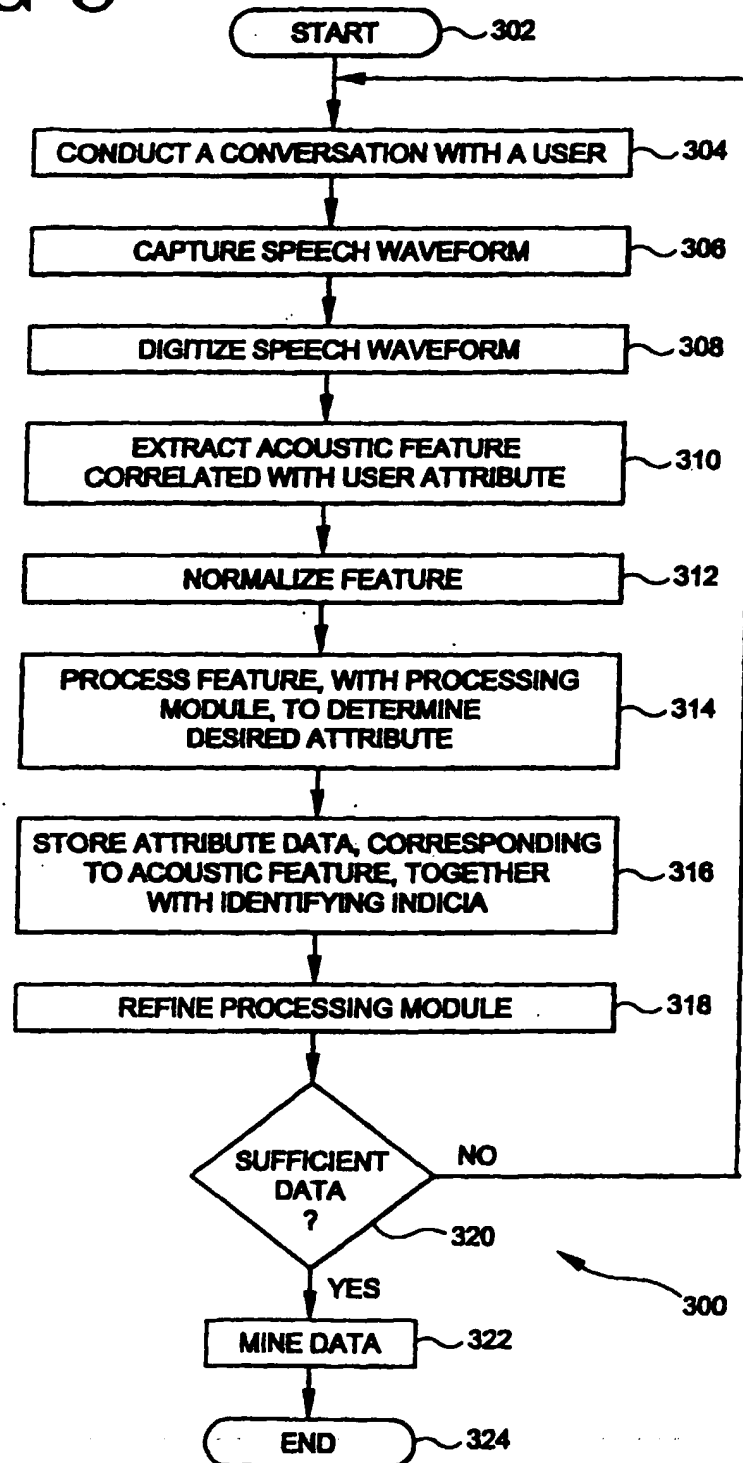 START
302
CONDUCT A CONVERSATION WITH A USER
304
CAPTURE SPEECH WAVEFORM
306
DIGITIZE SPEECH WAVEFORM
308
EXTRACT ACOUSTIC FEATURE
CORRELATED WITH USER ATTRIBUTE
310
NORMALIZE FEATURE
312
PROCESS FEATURE, WITH PROCESSING
MODULE, TO DETERMINE
DESIRED ATTRIBUTE
314
STORE ATTRIBUTE DATA, CORRESPONDING
TO ACOUSTIC FEATURE, TOGETHER
WITH IDENTIFYING INDICIA
316
REFINE PROCESSING MODULE
318
SUFFICIENT
DATA
?
NO
320
YES
300
MINE DATA
322
END
324